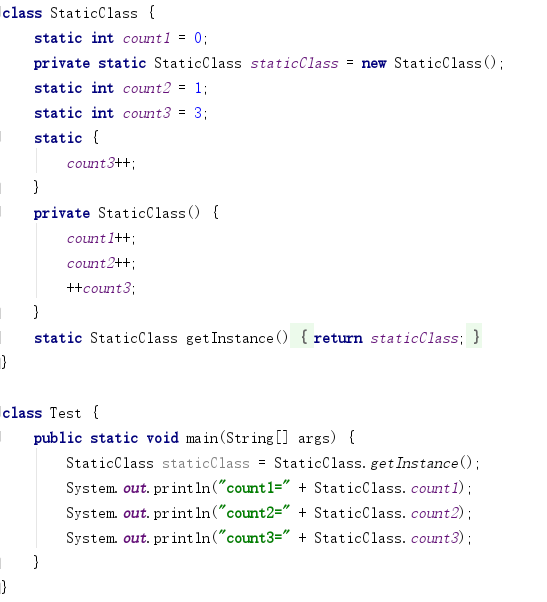 class StaticClass {
    static int count1 = 0;
    private static StaticClass staticClass = new StaticClass();
    static int count2 = 1;
    static int count3 = 3;
    static {
        count3++;
    }
    private StaticClass() {
        count1++;
        count2++;
        ++count3;
    }
    static StaticClass getInstance() { return staticClass; }
}
class Test {
    public static void main(String[] args) {
        StaticClass staticClass = StaticClass.getInstance();
        System.out.println("count1=" + StaticClass.count1);
        System.out.println("count2=" + StaticClass.count2);
        System.out.println("count3=" + StaticClass.count3);
    }
}